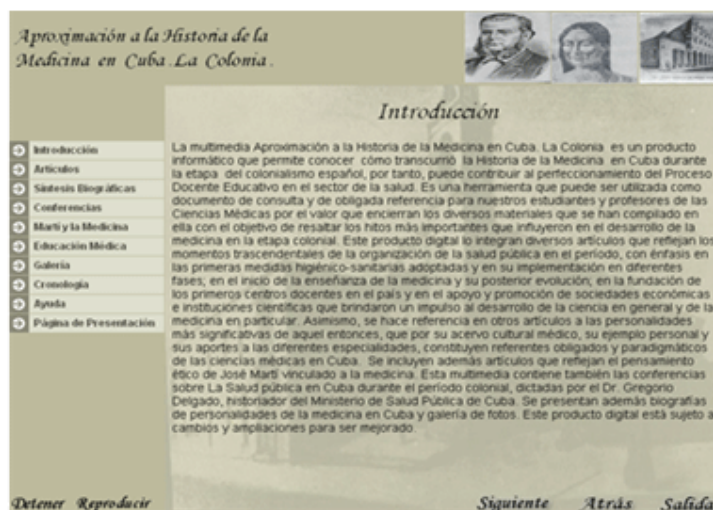 Aproximación a la Historia de la
Medicina en Cuba .La Colonia .
Introducción
Introducción
Artículos
Síntesis Biográficas
Conferencias
Martí y la Medicina
Educación Médica
Galería
Cronología
Ayuda
Página de Presentación
La multimedia Aproximación a la Historia de la Medicina en Cuba. La Colonia es un producto
informático que permite conocer cómo transcurrió la Historia de la Medicina en Cuba durante
la etapa del colonialismo español, por tanto, puede contribuir al perfeccionamiento del Proceso
Docente Educativo en el sector de la salud. Es una herramienta que puede ser utilizada como
documento de consulta y de obligada referencia para nuestros estudiantes y profesores de las
Ciencias Médicas por el valor que encierran los diversos materiales que se han compilado en
ella con el objetivo de resaltar los hitos más importantes que influyeron en el desarrollo de la
medicina en la etapa colonial. Este producto digital lo integran diversos artículos que reflejan los
momentos trascendentales de la organización de la salud pública en el período, con énfasis en
las primeras medidas higiénico-sanitarias adoptadas y en su implementación en diferentes
fases; en el inicio de la enseñanza de la medicina y su posterior evolución; en la fundación de
los primeros centros docentes en el país y en el apoyo y promoción de sociedades económicas
e instituciones científicas que brindaron un impulso al desarrollo de la ciencia en general y de la
medicina en particular. Asimismo, se hace referencia en otros artículos a las personalidades
más significativas de aquel entonces, que por su acervo cultural médico, su ejemplo personal y
sus aportes a las diferentes especialidades, constituyen referentes obligados y paradigmáticos
de las ciencias médicas en Cuba. Se incluyen además artículos que reflejan el pensamiento
ético de José Martí vinculado a la medicina. Esta multimedia contiene también las conferencias
sobre La Salud pública en Cuba durante el período colonial, dictadas por el Dr. Gregorio
Delgado, historiador del Ministerio de Salud Pública de Cuba. Se presentan además biografías
de personalidades de la medicina en Cuba y galería de fotos. Este producto digital está sujeto a
cambios y ampliaciones para ser mejorado.
Detener Reproducir
Siguiente Atrás Salida